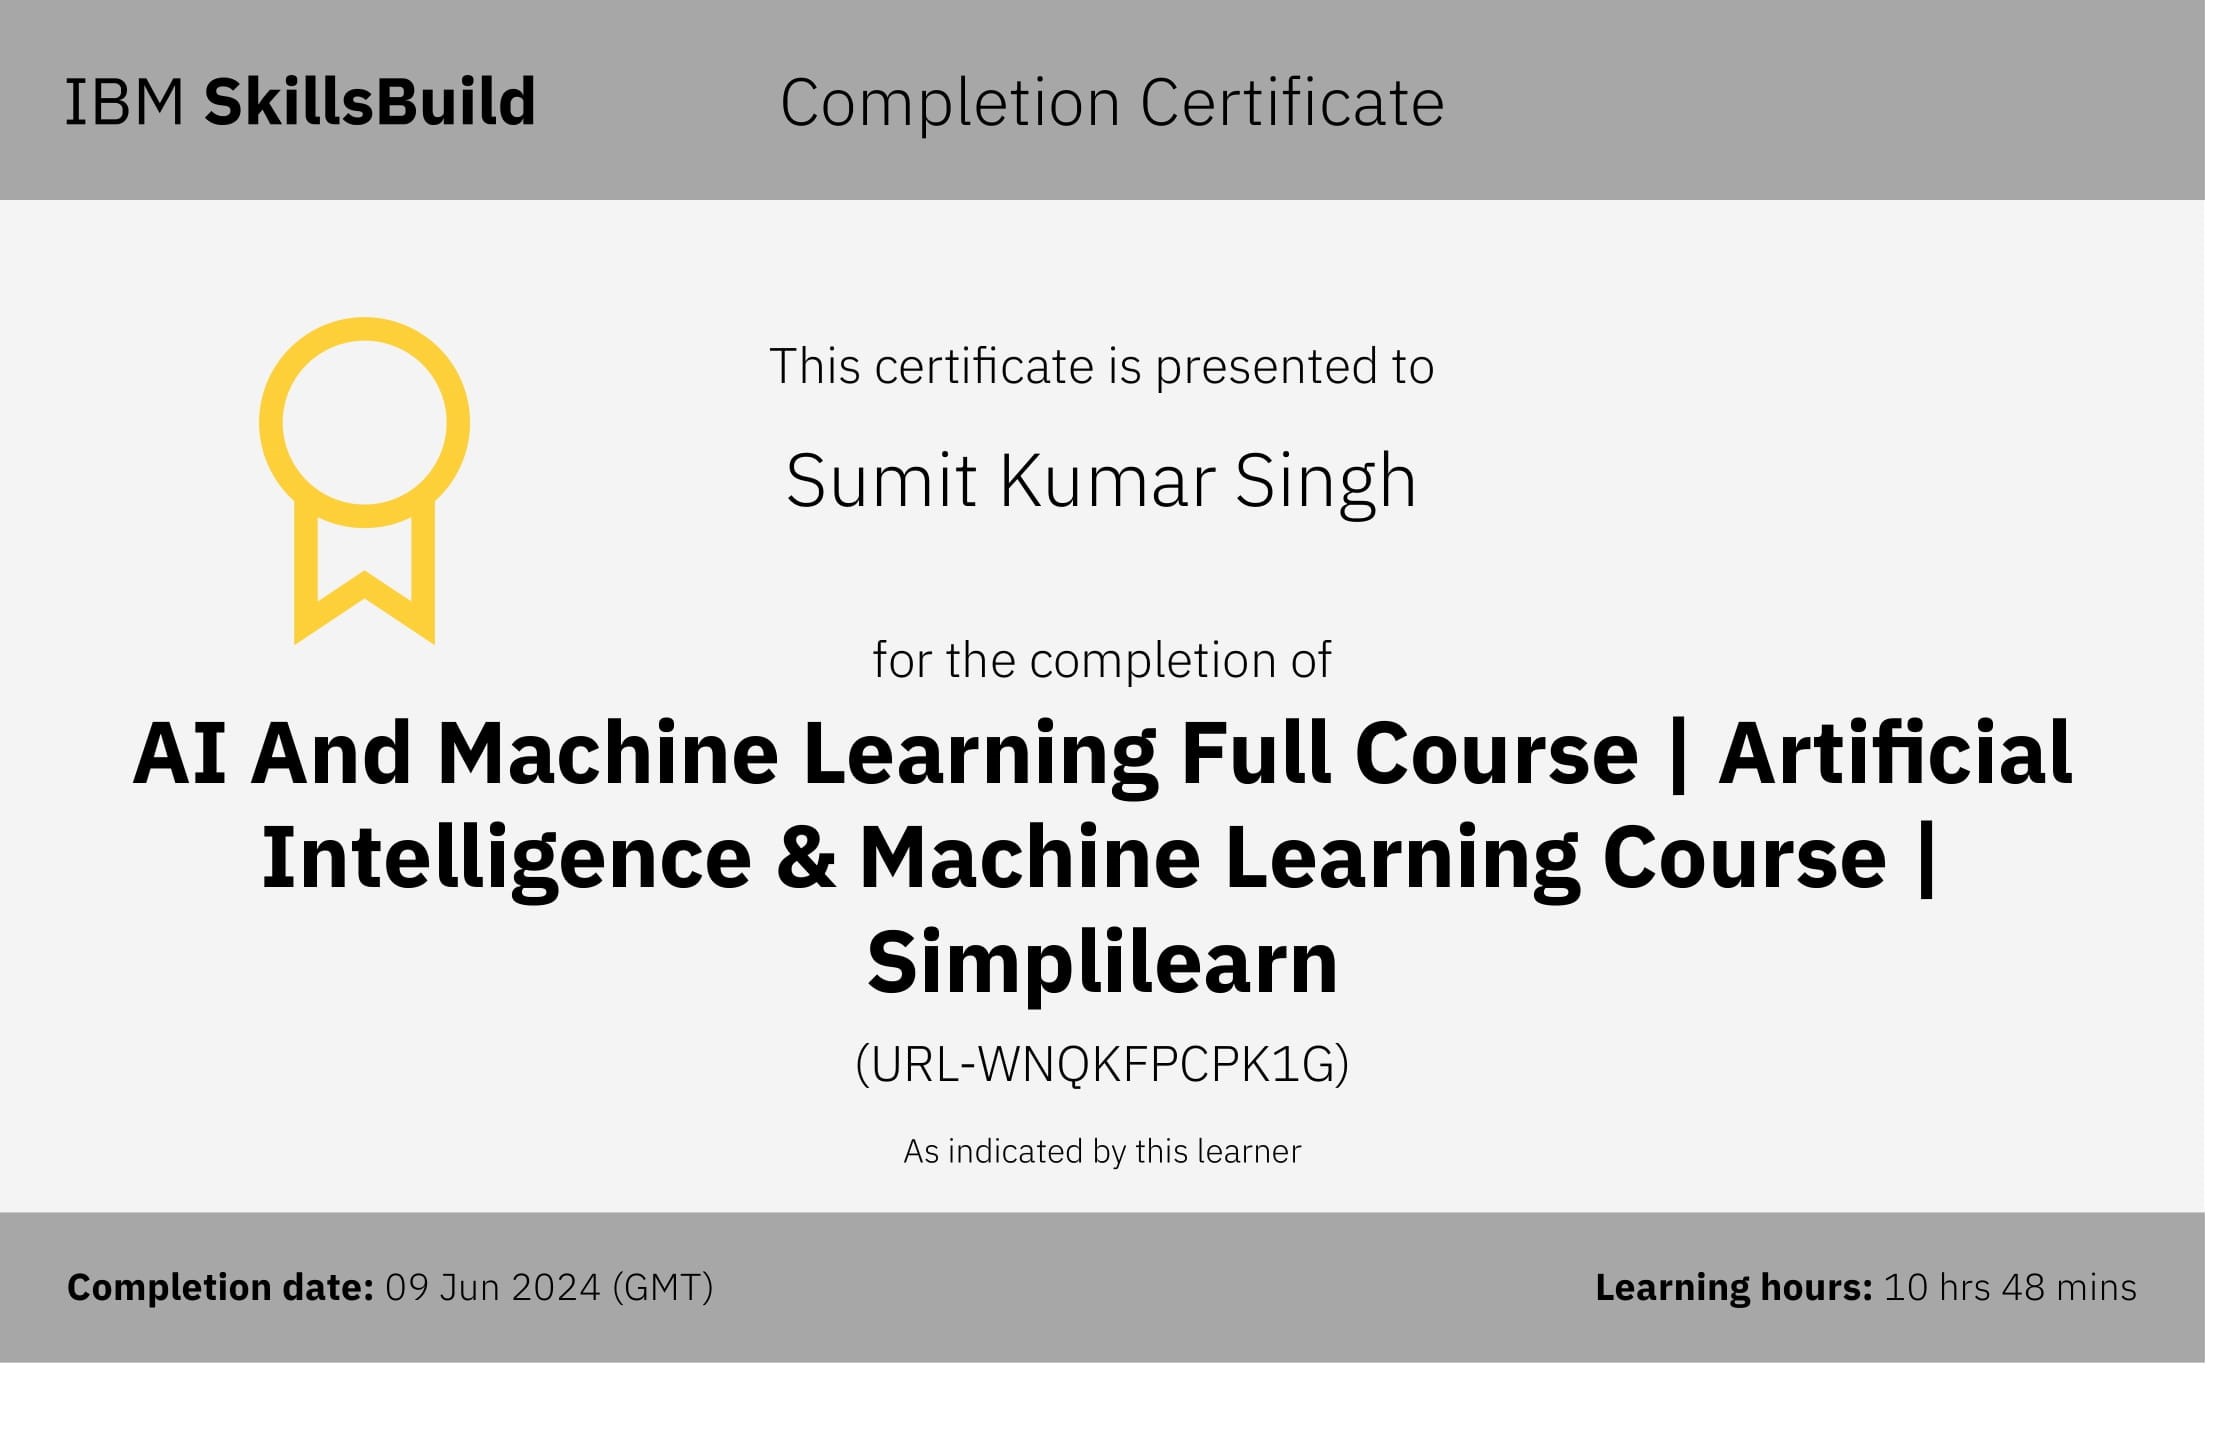 IBM SkillsBuild
Completion Certificate
This certificate is presented to
Sumit Kumar Singh
for the completion of
AI And Machine Learning Full Course | Artificial
Intelligence & Machine Learning Course |
Simplilearn
(URL-WNQKFPCPK1G)
As indicated by this learner
Completion date: 09 Jun 2024 (GMT)
Learning hours: 10 hrs 48 mins